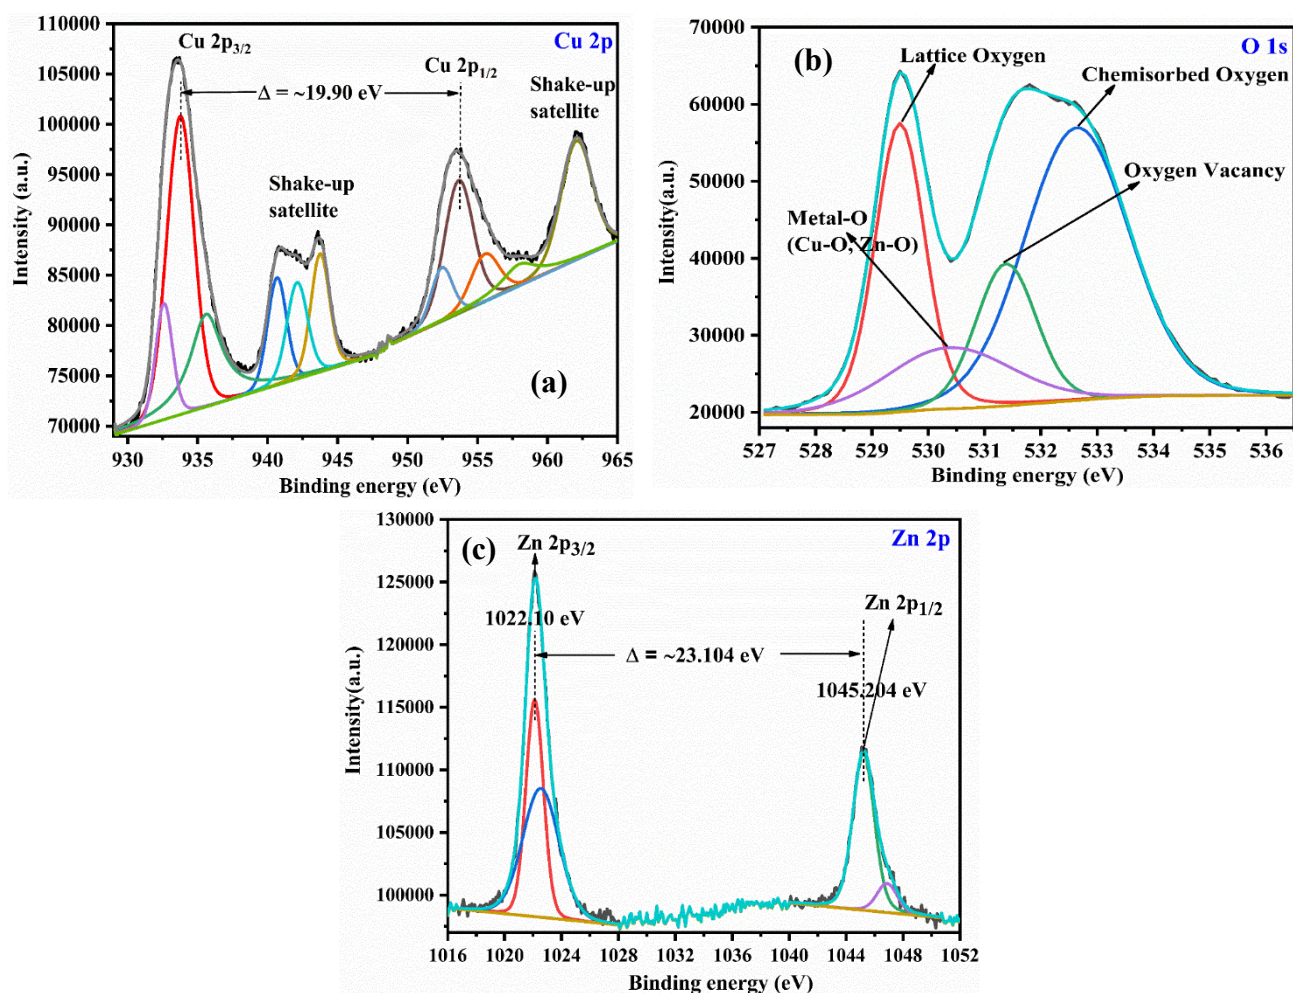 110000
105000
100000
95000
90000
85000
80000
75000
70000
Intensity (a.u.)
Cu 2p3/2
Cu 2p
Cu 2p1/2
Shake-up
satellite
Δ = ~19.90 eV
Shake-up
satellite
(a)
930 935 940 945 950 955 960 965
Binding energy (eV)
70000
60000
50000
40000
30000
20000
Intensity(a.u.)
(b)
O 1s
Lattice Oxygen
Chemisorbed Oxygen
Oxygen Vacancy
Metal-O
(Cu-O, Zn-O)
527 528 529 530 531 532 533 534 535 536
Binding energy (eV)
130000
125000
120000
115000
110000
105000
100000
Intensity(a.u.)
(c)
Zn 2p3/2
Zn 2p
Zn 2p1/2
1022.10 eV
Δ = ~23.104 eV
1045.204 eV
1016 1020 1024 1028 1032 1036 1040 1044 1048 1052
Binding energy (eV)